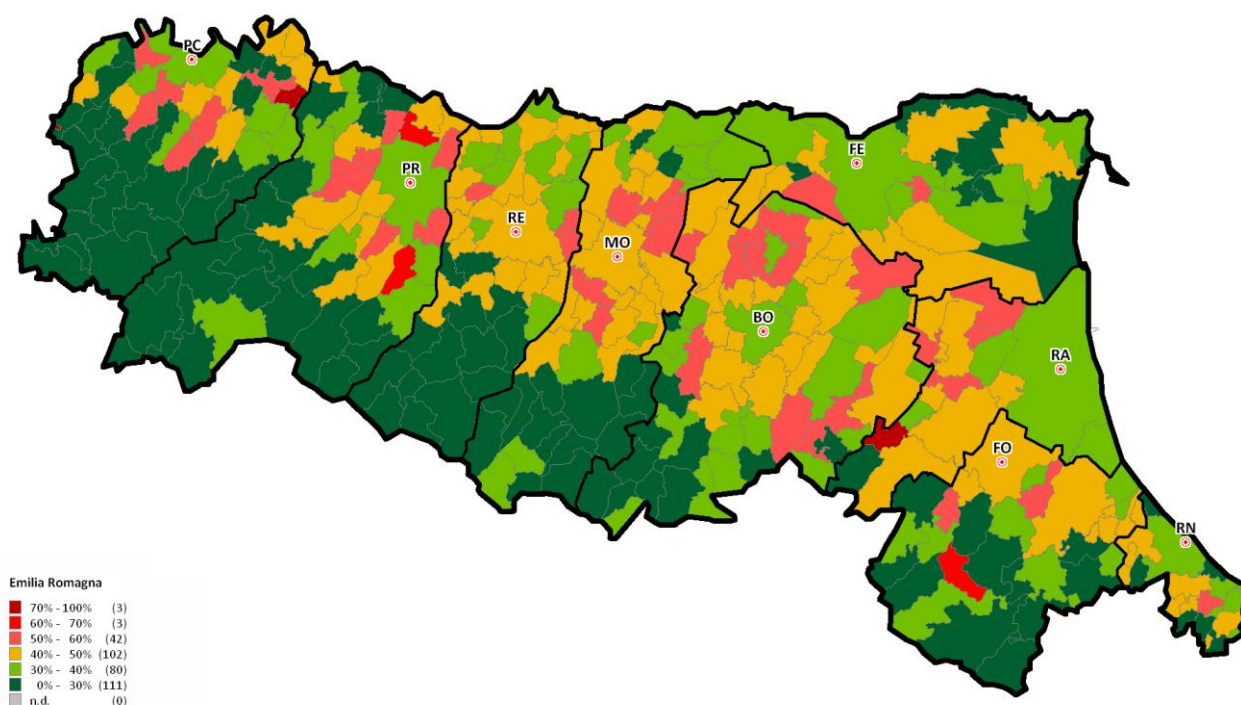 PC
FE
PR
RE
MO
BO
RA
FO
RN
Emilia Romagna
70% - 100% (3)
60% - 70% (3)
50% - 60% (42)
40% - 50% (102)
30% - 40% (80)
0% - 30% (111)
n.d. (0)